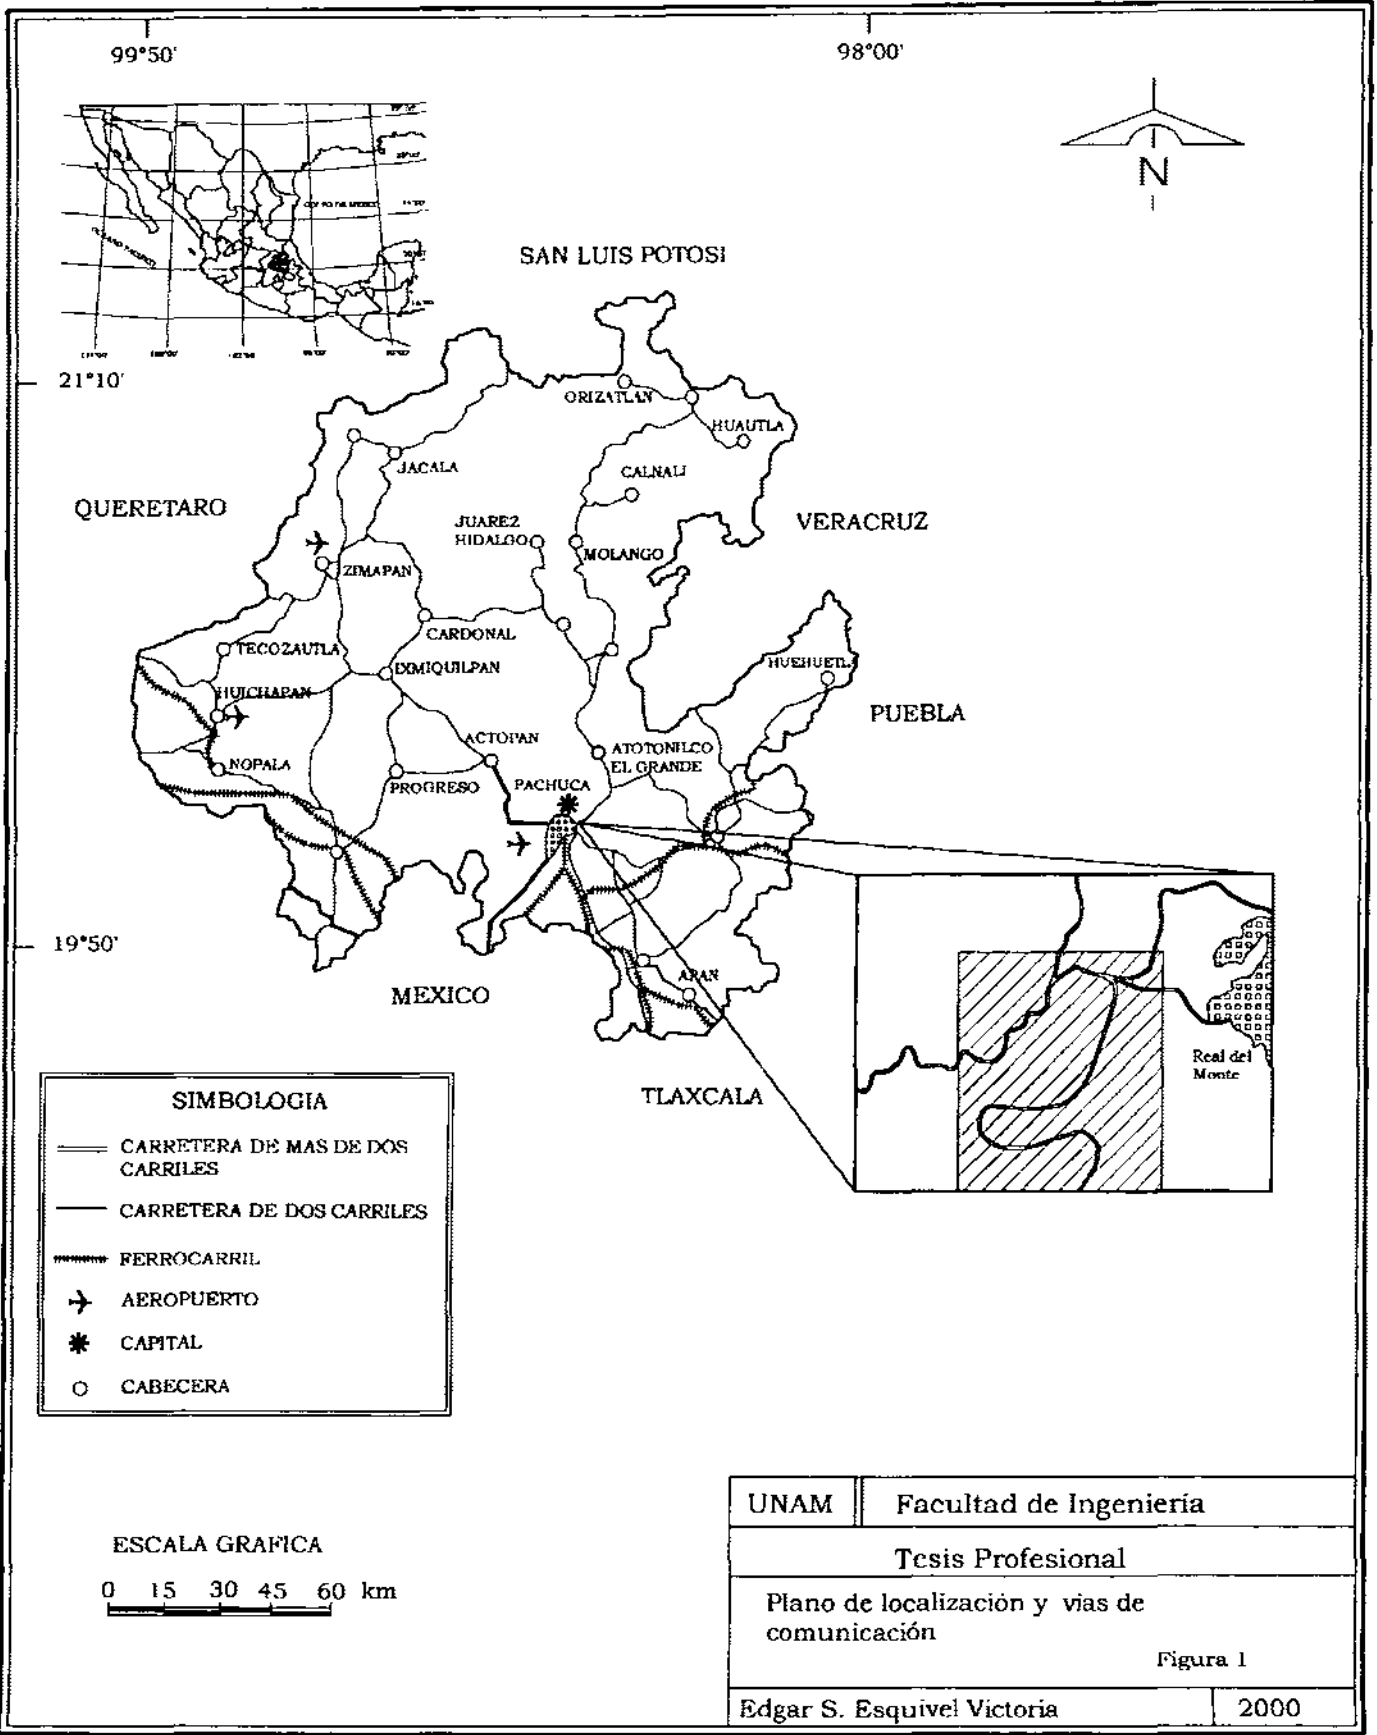 99°50'
98°00'
N
SAN LUIS POTOSI
21°10'
ORIZATLAN
HUAUTLA
JACALA
CALNALI
QUERETARO
JUAREZ
HIDALGO
MOLANGO
VERACRUZ
ZIMAPAN
CARDONAL
TECOZAUTLA
IXMIQUILPAN
HUEHUETL
HUICHAPAN
PUEBLA
ACTOPAN
ATOTONILCO
EL GRANDE
NOPALA
PROGRESO
PACHUCA
19°50'
MEXICO
APAN
Real del
Monte
TLAXCALA
SIMBOLOGIA
CARRETERA DE MAS DE DOS
CARRILES
CARRETERA DE DOS CARRILES
FERROCARRIL
AEROPUERTO
CAPITAL
CABECERA
ESCALA GRAFICA
0 15 30 45 60 km
UNAM
Facultad de Ingeniería
Tesis Profesional
Plano de localización y vias de
comunicación
Figura 1
Edgar S. Esquivel Victoria
2000